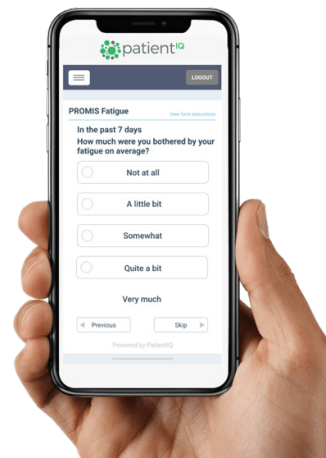 patientIQ
LOGOUT
PROMIS Fatigue
View form instructions
In the past 7 days
How much were you bothered by your
fatigue on average?
Not at all
A little bit
Somewhat
Quite a bit
Very much
Previous
Skip
Powered by PatientIQ